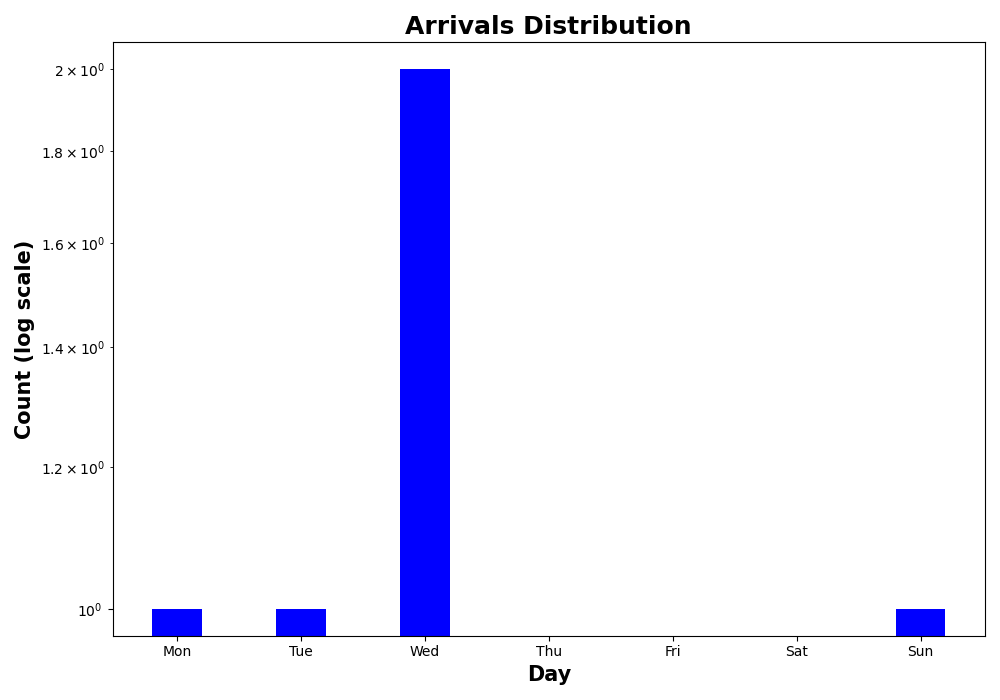 Arrivals Distribution
Count (log scale)
2 × 10⁰
1.8 × 10⁰
1.6 × 10⁰
1.4 × 10⁰
1.2 × 10⁰
10⁰
Mon Tue Wed Thu Fri Sat Sun
Day